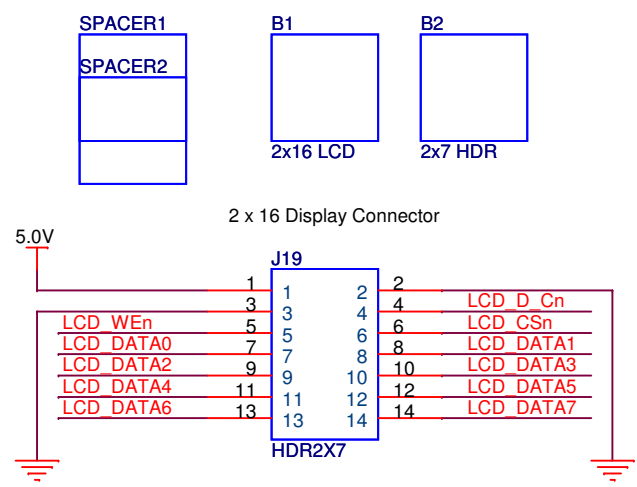 SPACER1
B1
B2
SPACER2
2x16 LCD
2x7 HDR
2 x 16 Display Connector
5.0V
J19
1 1 2 2
3 3 4 4 LCD_D_Cn
LCD_WEn 5 5 6 6 LCD_CSn
LCD_DATA0 7 7 8 8 LCD_DATA1
LCD_DATA2 9 9 10 10 LCD_DATA3
LCD_DATA4 11 11 12 12 LCD_DATA5
LCD_DATA6 13 13 14 14 LCD_DATA7
HDR2X7